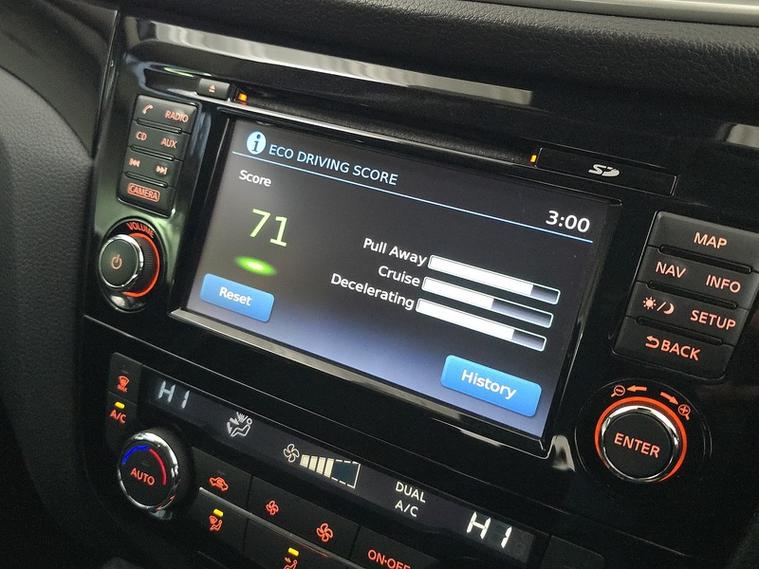 RADIO
CD AUX
CAMERA
VOLUME
ECO DRIVING SCORE
3:00
Score
71
Pull Away
Cruise
Decelerating
Reset
History
SD
MAP
NAV INFO
SETUP
BACK
ENTER
A/C
AUTO
HI
DUAL
A/C
HI
ON·OFF